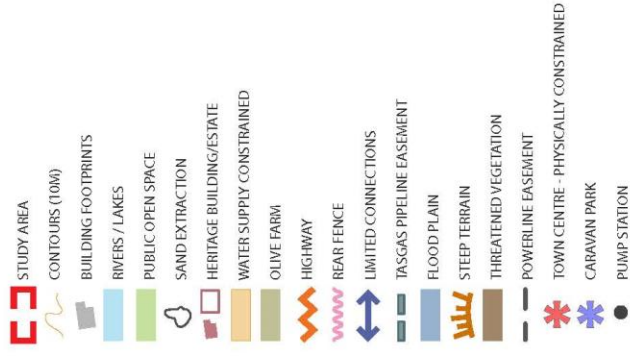 STUDY AREA
CONTOURS (10M)
BUILDING FOOTPRINTS
RIVERS / LAKES
PUBLIC OPEN SPACE
SAND EXTRACTION
HERITAGE BUILDING/ESTATE
WATER SUPPLY CONSTRAINED
OLIVE FARM
HIGHWAY
REAR FENCE
LIMITED CONNECTIONS
TASGAS PIPELINE EASEMENT
FLOOD PLAIN
STEEP TERRAIN
THREATENED VEGETATION
POWERLINE EASEMENT
TOWN CENTRE - PHYSICALLY CONSTRAINED
CARAVAN PARK
PUMP STATION